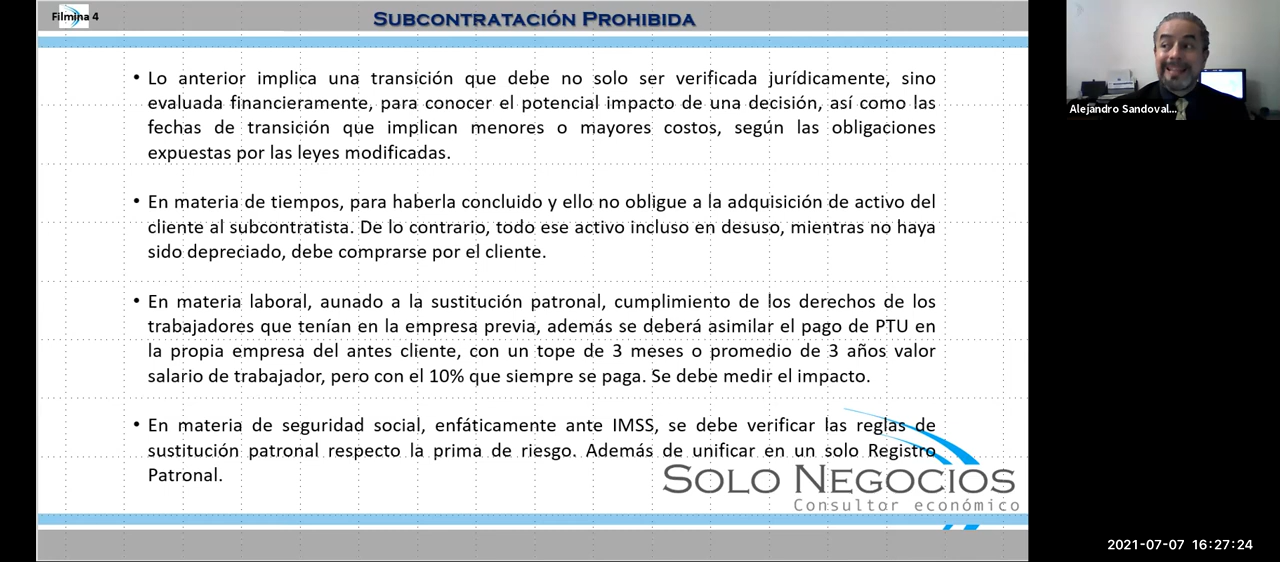 Filmina 4
SUBCONTRATACIÓN PROHIBIDA
• Lo anterior implica una transición que debe no solo ser verificada jurídicamente, sino
evaluada financieramente, para conocer el potencial impacto de una decisión, así como las
fechas de transición que implican menores o mayores costos, según las obligaciones
expuestas por las leyes modificadas.
• En materia de tiempos, para haberla concluido y ello no obligue a la adquisición de activo del
cliente al subcontratista. De lo contrario, todo ese activo incluso en desuso, mientras no haya
sido depreciado, debe comprarse por el cliente.
• En materia laboral, aunado a la sustitución patronal, cumplimiento de los derechos de los
trabajadores que tenían en la empresa previa, además se deberá asimilar el pago de PTU en
la propia empresa del antes cliente, con un tope de 3 meses o promedio de 3 años valor
salario de trabajador, pero con el 10% que siempre se paga. Se debe medir el impacto.
• En materia de seguridad social, enfáticamente ante IMSS, se debe verificar las reglas de
sustitución patronal respecto la prima de riesgo. Además de unificar en un solo Registro
Patronal.
SOLO NEGOCIOS
Consultor económico
Alejandro Sandoval...
2021-07-07 16:27:24